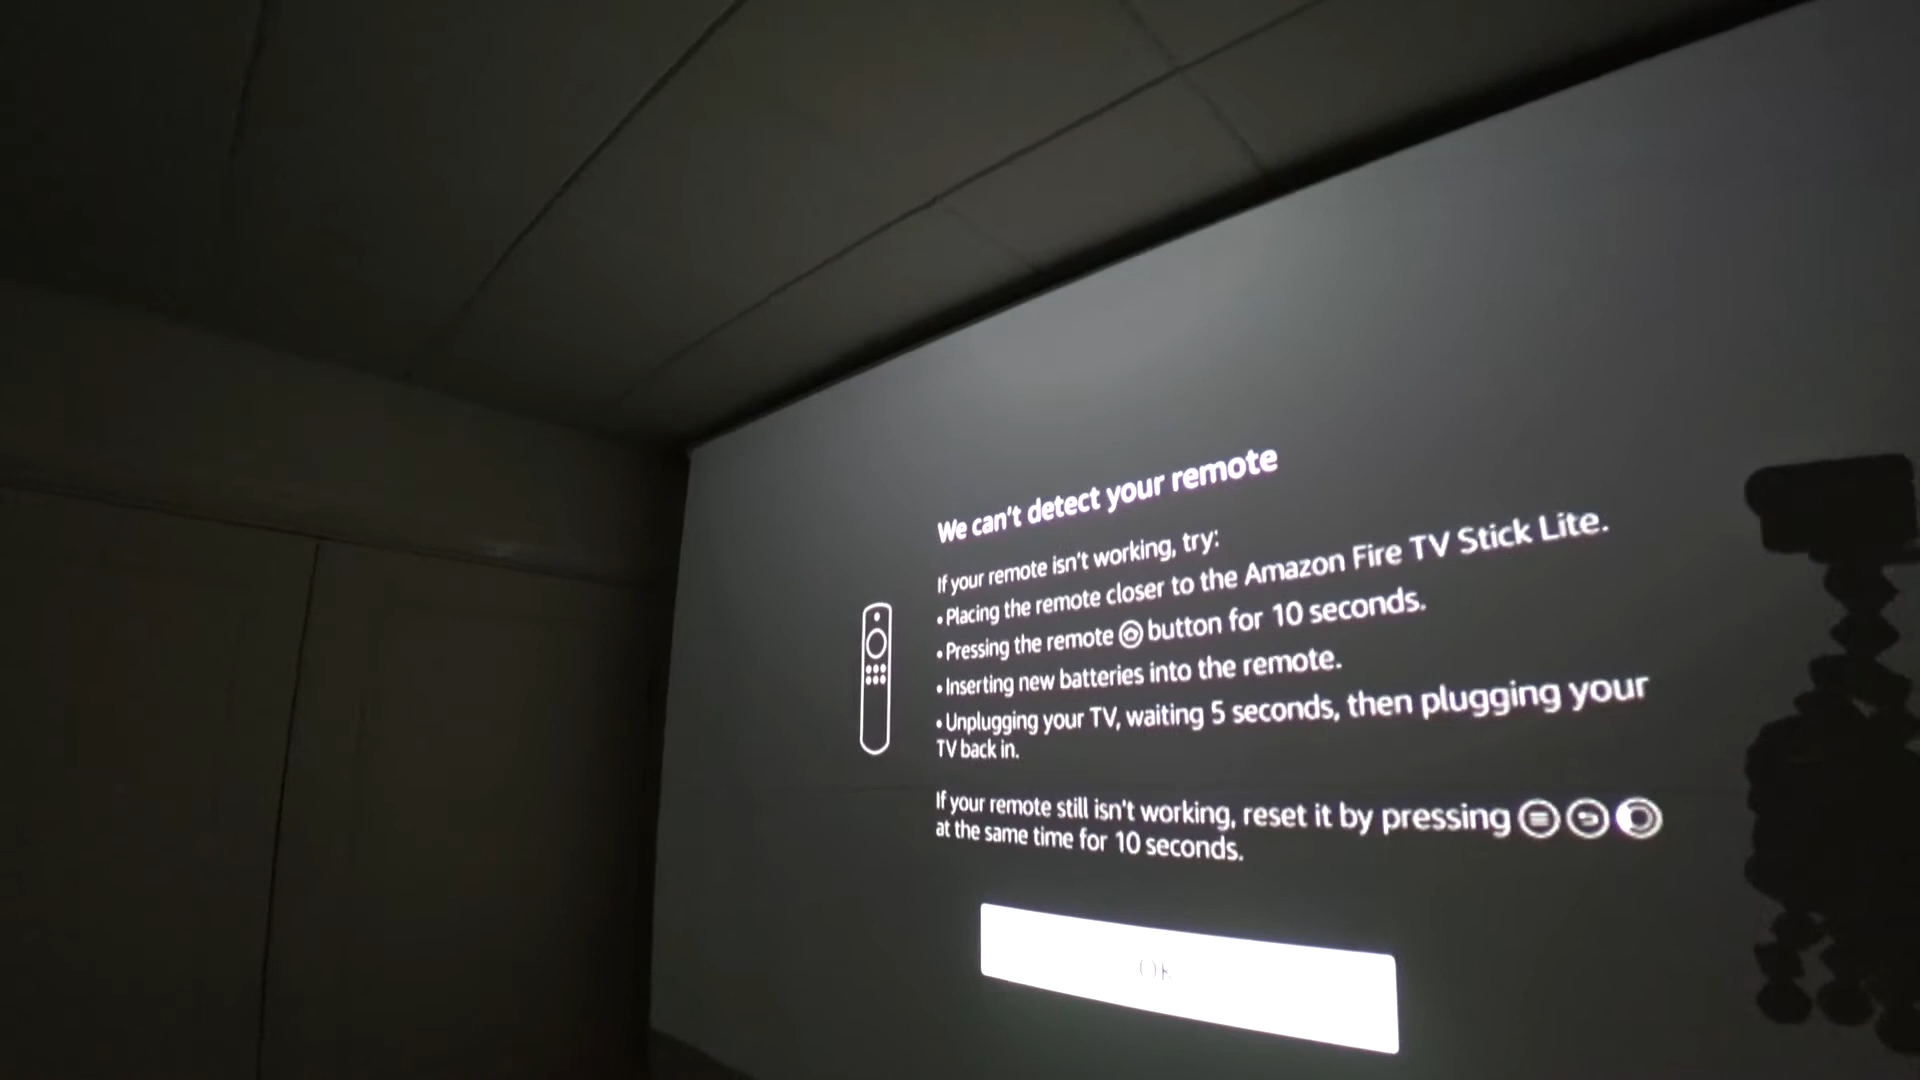 We can't detect your remote
If your remote isn't working, try:
•Placing the remote closer to the Amazon Fire TV Stick Lite.
•Pressing the remote button for 10 seconds.
•Inserting new batteries into the remote.
•Unplugging your TV, waiting 5 seconds, then plugging your
TV back in.
If your remote still isn't working, reset it by pressing
at the same time for 10 seconds.
OK